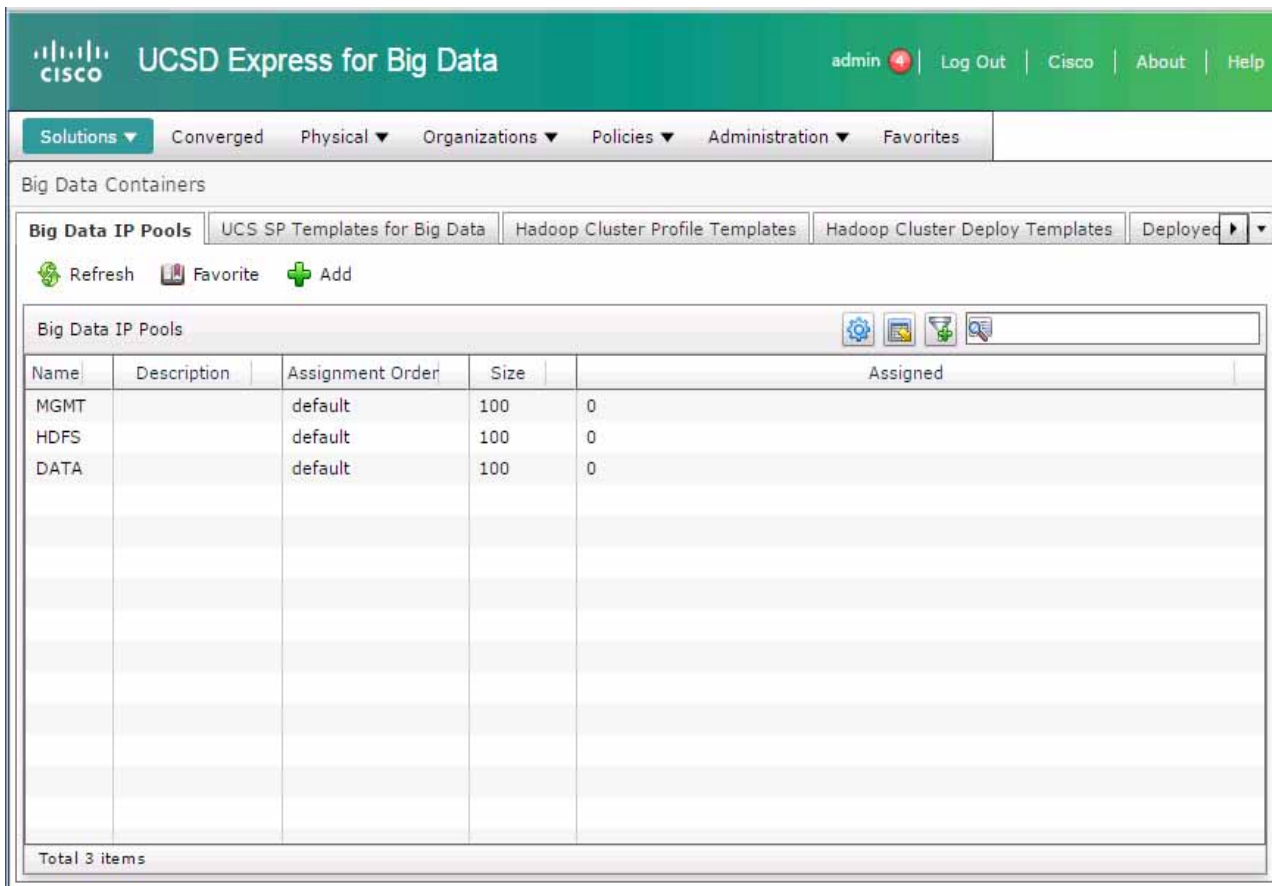 CISCO UCSD Express for Big Data admin 4 | Log Out | Cisco | About | Help
Solutions ▼ Converged Physical ▼ Organizations ▼ Policies ▼ Administration ▼ Favorites
Big Data Containers
Big Data IP Pools UCS SP Templates for Big Data Hadoop Cluster Profile Templates Hadoop Cluster Deploy Templates Deployed
Refresh Favorite Add
Big Data IP Pools
Name Description Assignment Order Size Assigned
MGMT default 100 0
HDFS default 100 0
DATA default 100 0
Total 3 items